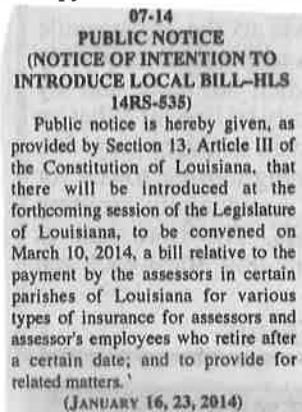 07-14
PUBLIC NOTICE
(NOTICE OF INTENTION TO
INTRODUCE LOCAL BILL–HLS
14RS-535)
Public notice is hereby given, as
provided by Section 13, Article III of
the Constitution of Louisiana, that
there will be introduced at the
forthcoming session of the Legislature
of Louisiana, to be convened on
March 10, 2014, a bill relative to the
payment by the assessors in certain
parishes of Louisiana for various
types of insurance for assessors and
assessor's employees who retire after
a certain date; and to provide for
related matters.
(JANUARY 16, 23, 2014)